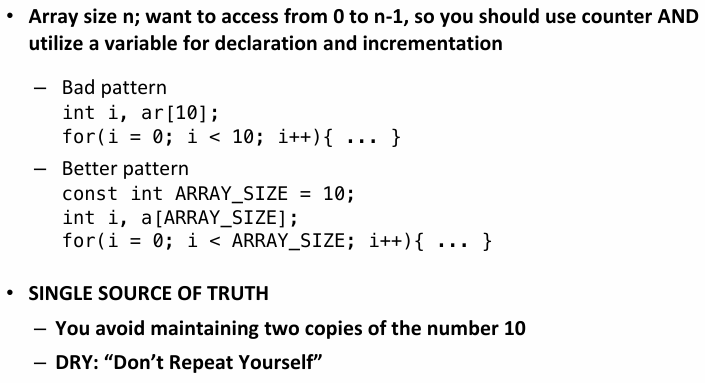 • Array size n; want to access from 0 to n-1, so you should use counter AND
utilize a variable for declaration and incrementation
– Bad pattern
int i, ar[10];
for(i = 0; i < 10; i++){ ... }
– Better pattern
const int ARRAY_SIZE = 10;
int i, a[ARRAY_SIZE];
for(i = 0; i < ARRAY_SIZE; i++){ ... }
• SINGLE SOURCE OF TRUTH
– You avoid maintaining two copies of the number 10
– DRY: “Don’t Repeat Yourself”